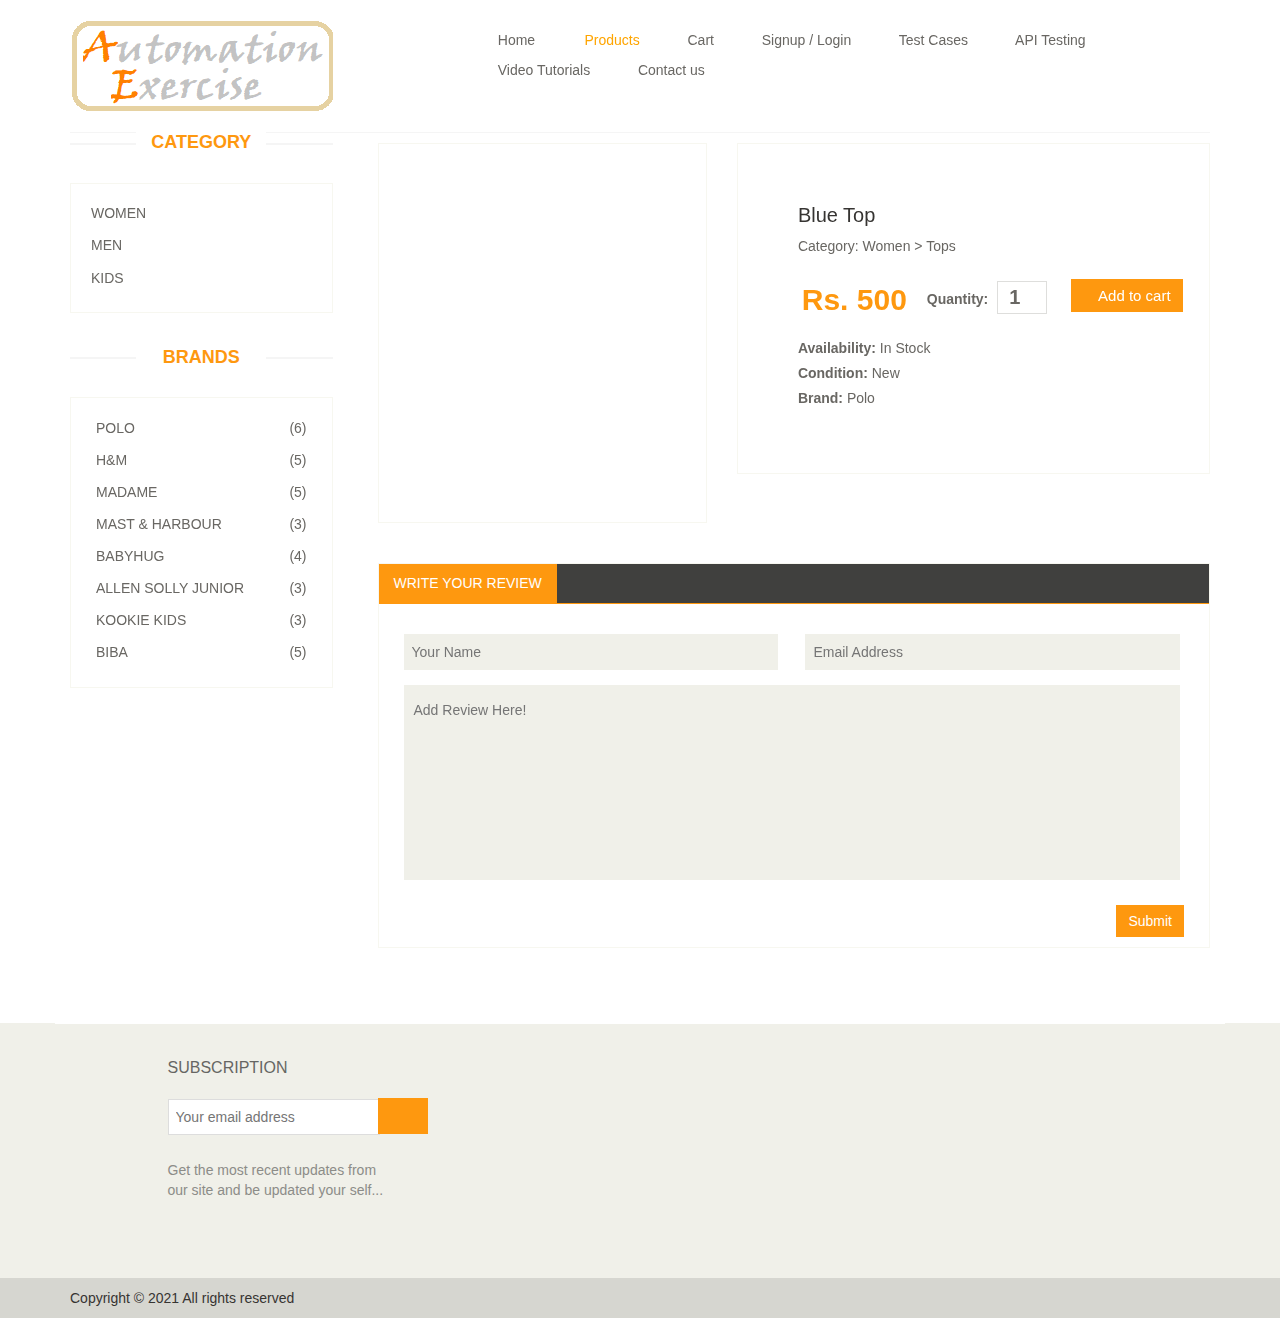 Automation
Exercise
Home Products Cart Signup / Login Test Cases API Testing
Video Tutorials Contact us
CATEGORY
WOMEN
MEN
KIDS
BRANDS
POLO (6)
H&M (5)
MADAME (5)
MAST & HARBOUR (3)
BABYHUG (4)
ALLEN SOLLY JUNIOR (3)
KOOKIE KIDS (3)
BIBA (5)
Blue Top
Category: Women > Tops
Rs. 500 Quantity: 1 Add to cart
Availability: In Stock
Condition: New
Brand: Polo
WRITE YOUR REVIEW
Your Name Email Address
Add Review Here!
Submit
SUBSCRIPTION
Your email address
Get the most recent updates from
our site and be updated your self...
Copyright © 2021 All rights reserved